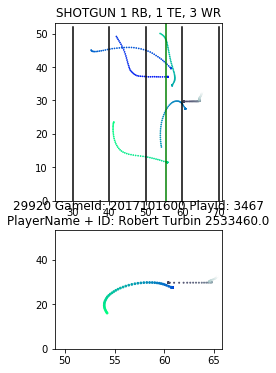 SHOTGUN 1 RB, 1 TE, 3 WR
50
40
30
20
10
0
30 40 50 60 70
29920 GameId: 2017101600 PlayId: 3467
PlayerName + ID: Robert Turbin 2533460.0
40
20
0
50 55 60 65